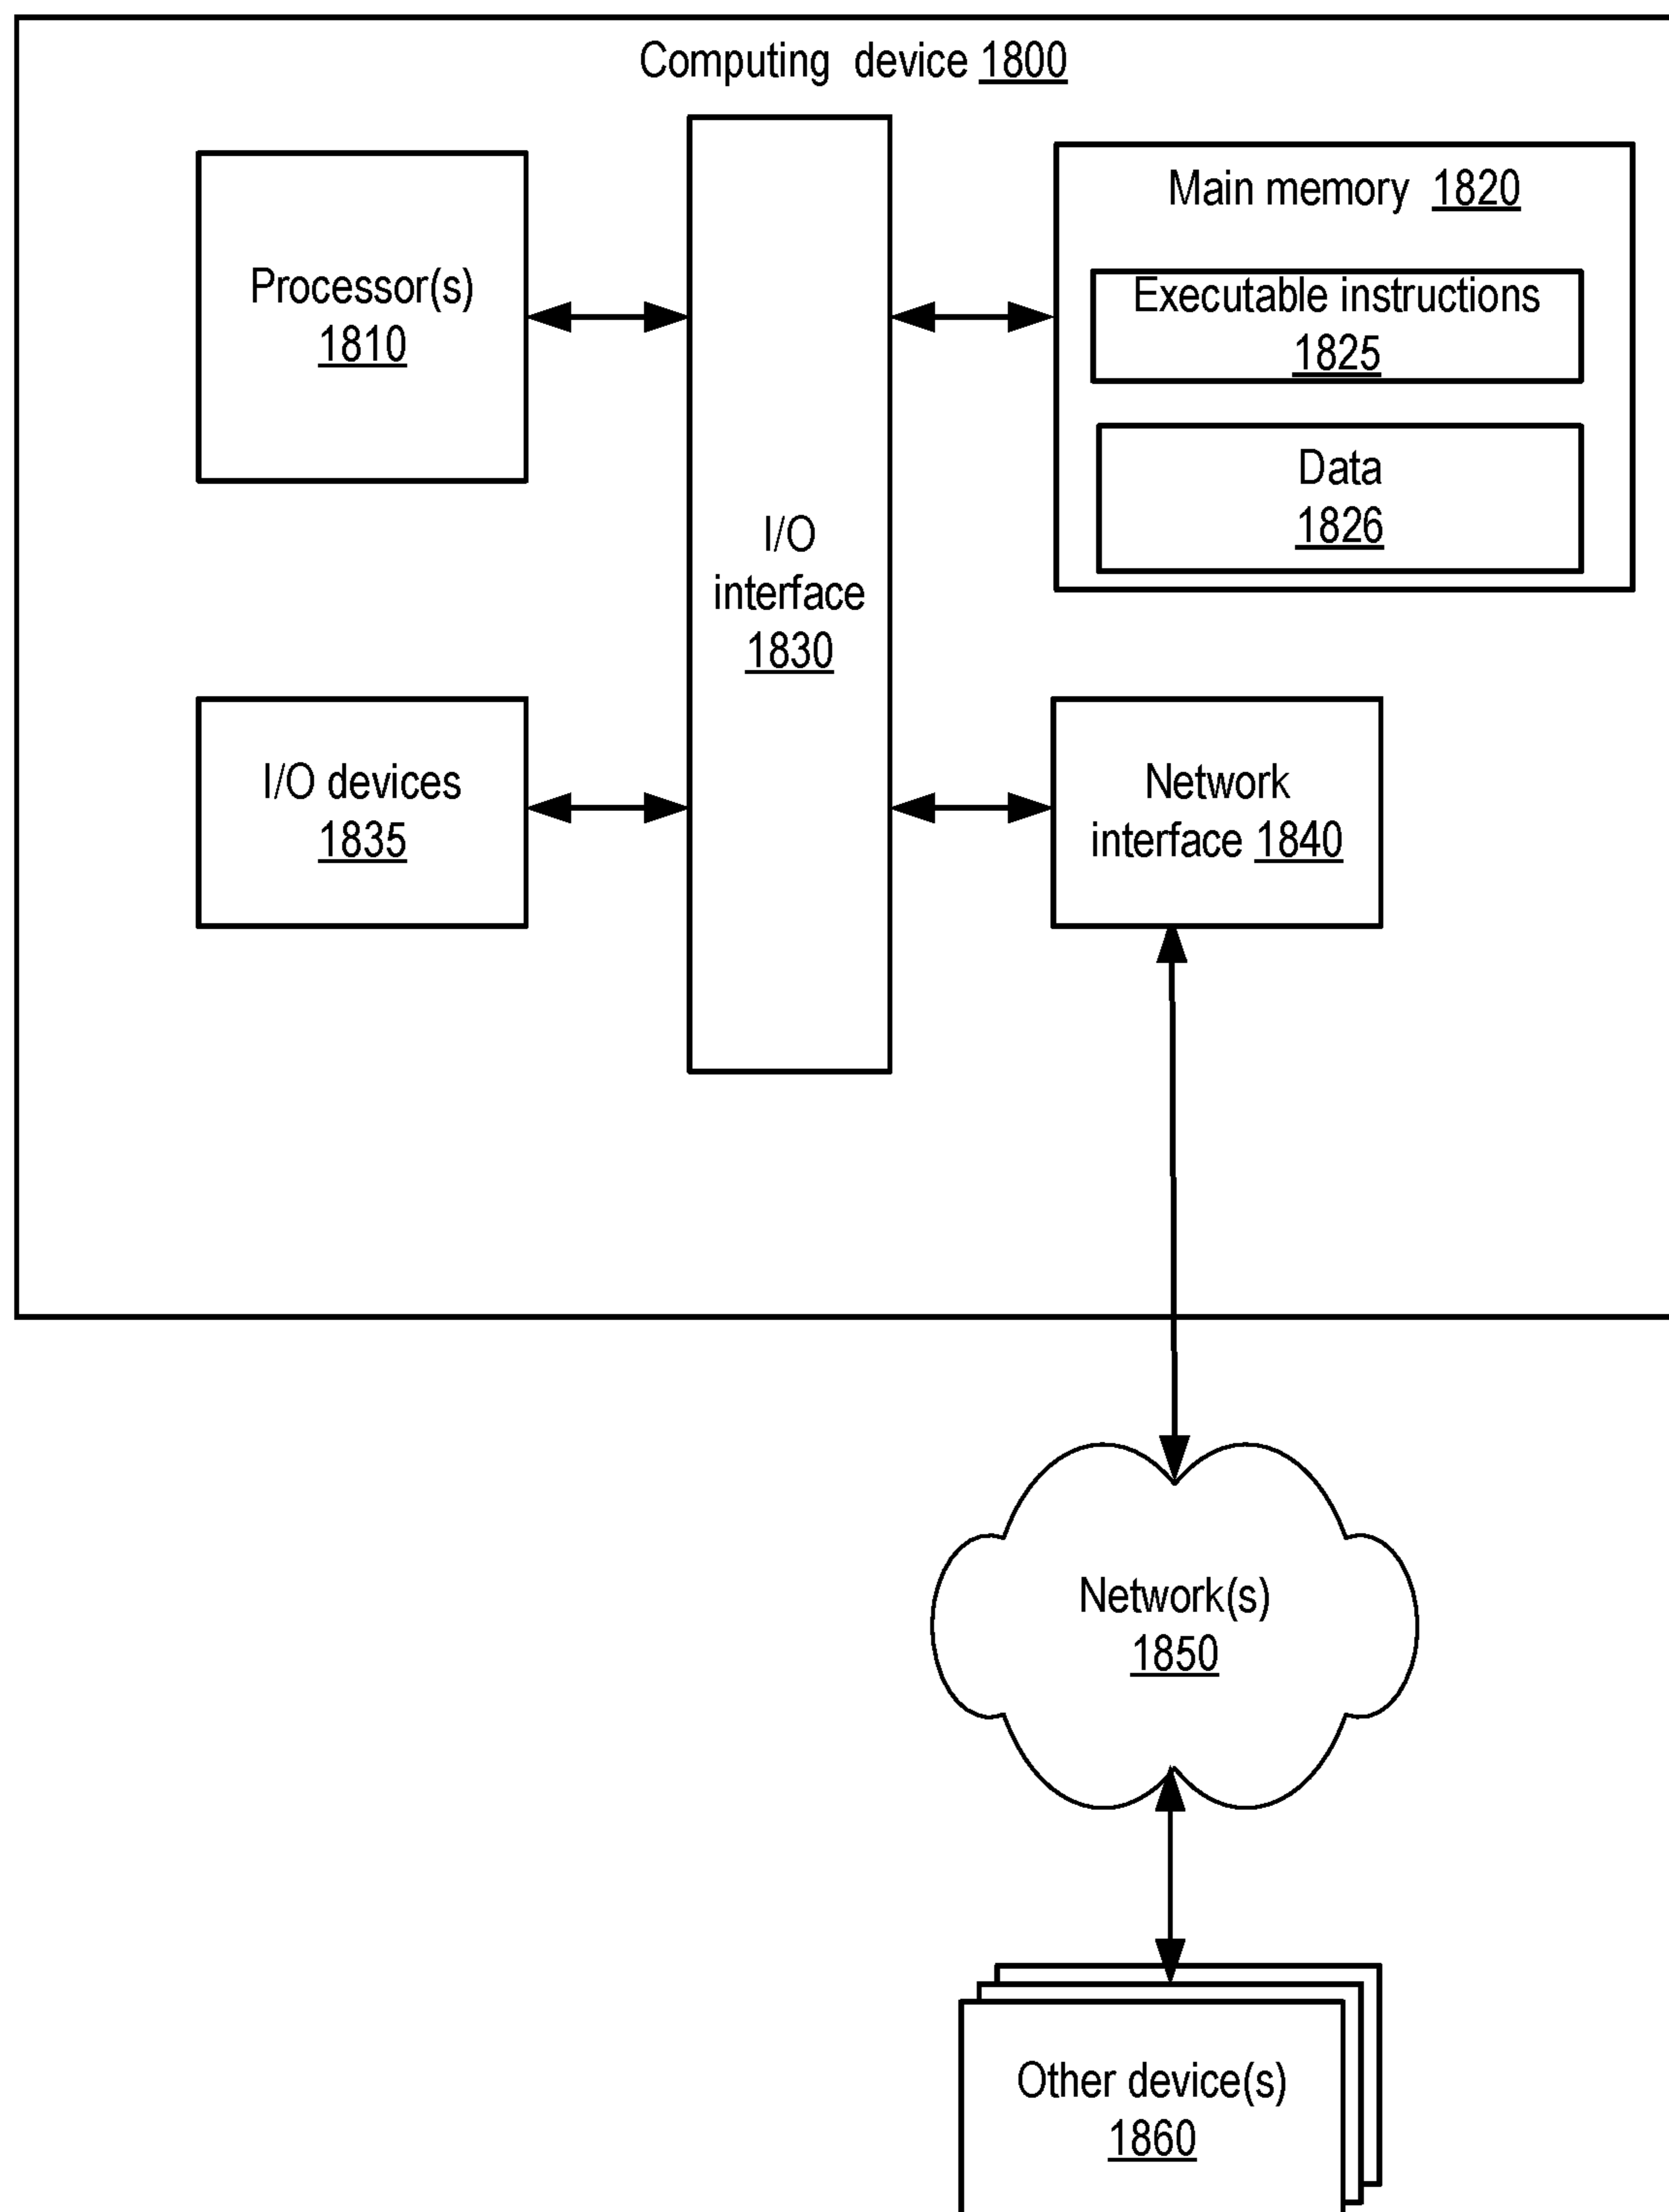 Computing device 1800
Processor(s)
1810
I/O
interface
1830
Main memory 1820
Executable instructions
1825
Data
1826
I/O devices
1835
Network
interface 1840
Network(s)
1850
Other device(s)
1860